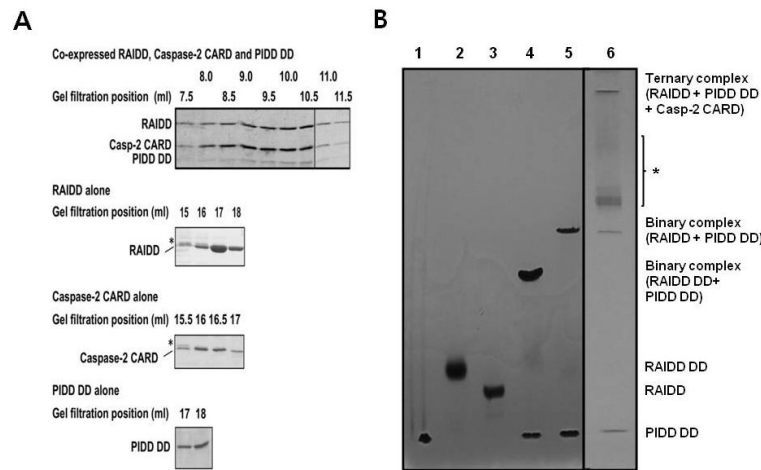 A
Co-expressed RAIDD, Caspase-2 CARD and PIDD DD
8.0 9.0 10.0 11.0
Gel filtration position (ml) 7.5 8.5 9.5 10.5 11.5
RAIDD
Casp-2 CARD
PIDD DD
RAIDD alone
Gel filtration position (ml) 15 16 17 18
*
RAIDD
Caspase-2 CARD alone
Gel filtration position (ml) 15.5 16 16.5 17
*
Caspase-2 CARD
PIDD DD alone
Gel filtration position (ml) 17 18
PIDD DD
B
1 2 3 4 5 6
Ternary complex
(RAIDD + PIDD DD
+ Casp-2 CARD)
*
Binary complex
(RAIDD + PIDD DD)
Binary complex
(RAIDD DD+
PIDD DD)
RAIDD DD
RAIDD
PIDD DD